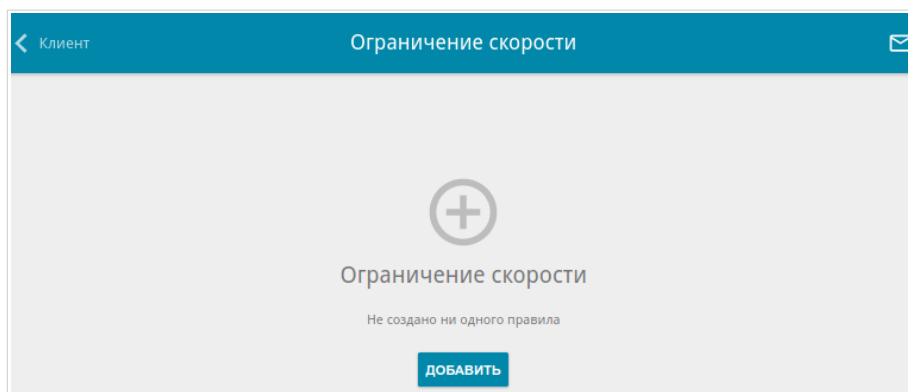 Клиент
Ограничение скорости
Ограничение скорости
Не создано ни одного правила
ДОБАВИТЬ